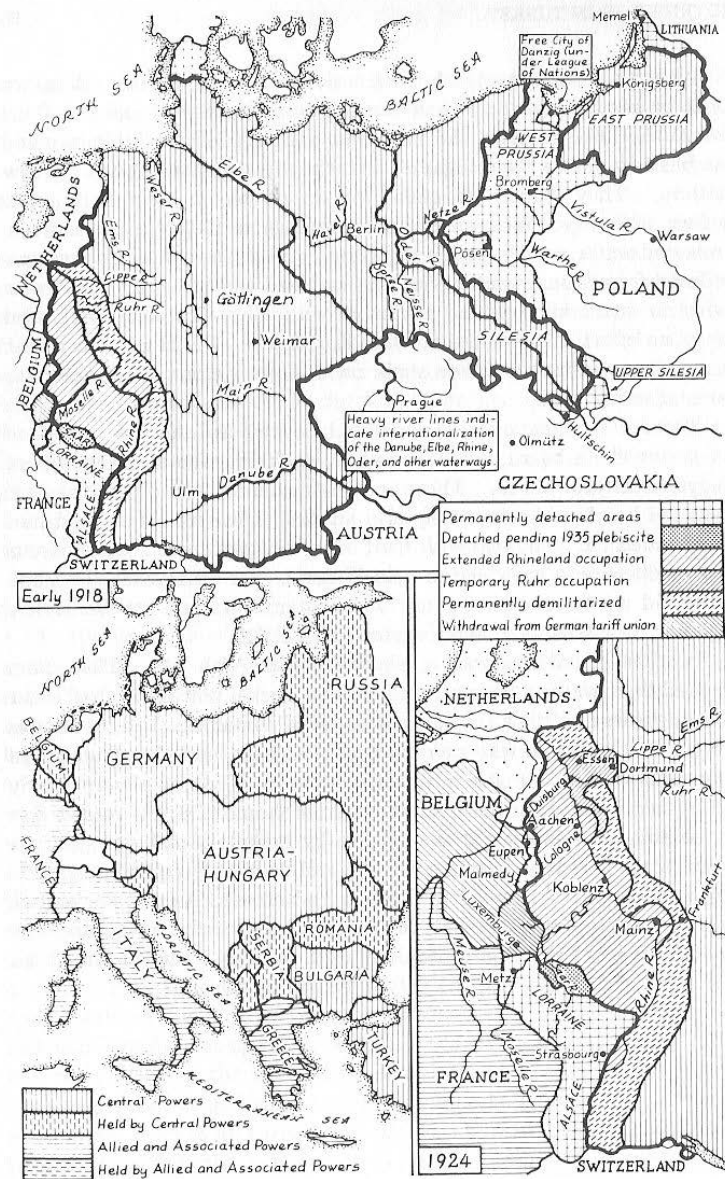 NORTH SEA
BALTIC SEA
Memel
LITHUANIA
Free City of
Danzig (un-
der League
of Nations)
Königsberg
EAST PRUSSIA
WEST
PRUSSIA
Bromberg
NETHERLANDS
Elbe R.
Weser R.
Ems R.
Havel R.
Berlin
Oder R.
Netze R.
Vistula R.
Warsaw
Posen
Warthe R.
Lippe R.
Ruhr R.
Göttingen
Spree R.
Neisse R.
POLAND
BELGIUM
Weimar
SILESIA
UPPER SILESIA
Moselle R.
Main R.
Prague
Rhine R.
SAAR
LORRAINE
Heavy river lines indi-
cate internationalization
of the Danube, Elbe, Rhine,
Oder, and other waterways.
Hultschin
Olmütz
CZECHOSLOVAKIA
FRANCE
ALSACE
Ulm
Danube R.
AUSTRIA
SWITZERLAND
Permanently detached areas
Detached pending 1935 plebiscite
Extended Rhineland occupation
Temporary Ruhr occupation
Permanently demilitarized
Withdrawal from German tariff union
Early 1918
NORTH SEA
BALTIC SEA
RUSSIA
BELGIUM
GERMANY
FRANCE
AUSTRIA-
HUNGARY
ITALY
ADRIATIC SEA
ROMANIA
SERBIA
BULGARIA
GREECE
TURKEY
MEDITERRANEAN SEA
Central Powers
Held by Central Powers
Allied and Associated Powers
Held by Allied and Associated Powers
NETHERLANDS
Ems R.
Lippe R.
Essen
Dortmund
Ruhr R.
BELGIUM
Duisburg
Aachen
Cologne
Eupen
Malmedy
Koblenz
Frankfurt
Luxemburg
Mainz
Meuse R.
Metz
Saar
LORRAINE
Rhine R.
Strasbourg
Moselle R.
FRANCE
ALSACE
1924
SWITZERLAND